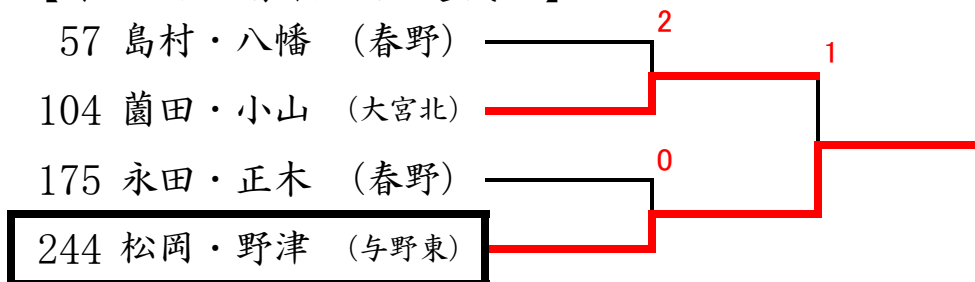 57 島村・八幡 (春野)
2
1
104 薗田・小山 (大宮北)
175 永田・正木 (春野)
0
244 松岡・野津 (与野東)